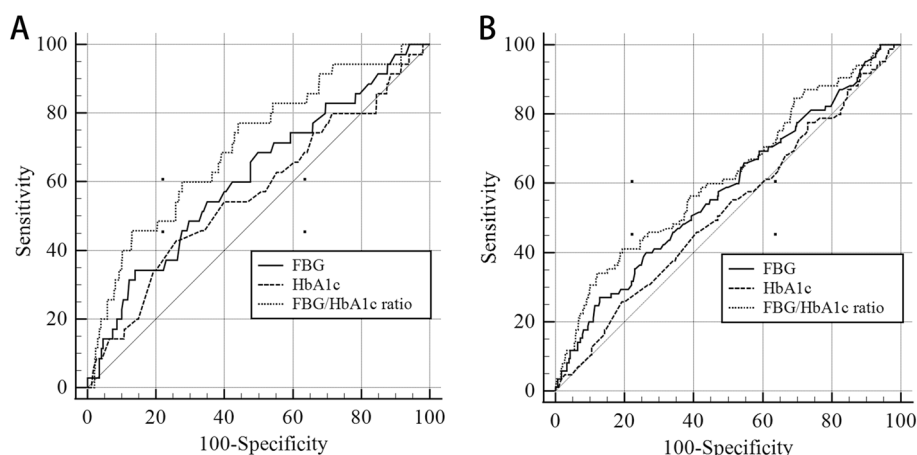 A
100
80
60
40
20
0
Sensitivity
0 20 40 60 80 100
100-Specificity
FBG
HbA1c
FBG/HbA1c ratio
B
100
80
60
40
20
0
Sensitivity
0 20 40 60 80 100
100-Specificity
FBG
HbA1c
FBG/HbA1c ratio